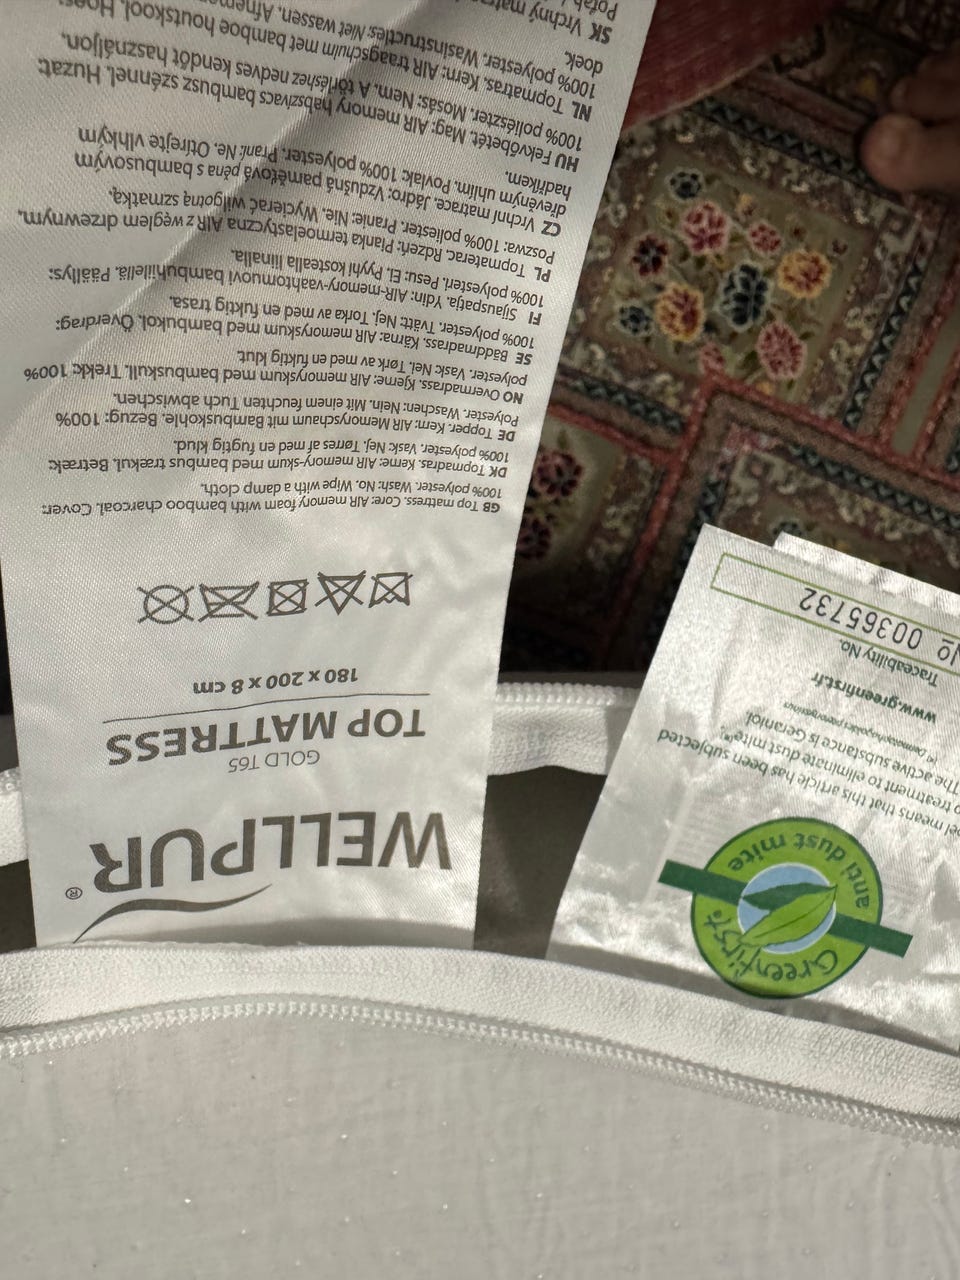 WELLPUR®
GOLD T65
TOP MATTRESS
180 x 200 x 8 cm
GB Top mattress. Core: AIR memory foam with bamboo charcoal. Cover:
100% polyester. Wash: No. Wipe with a damp cloth.
DK Topmadras. Kerne: AIR memory-skum med bambus trækul. Betræk:
100% polyester. Vask: Nej. Tørres af med en fugtig klud.
DE Topper. Kern: AIR Memoryschaum mit Bambuskohle. Bezug: 100%
Polyester. Waschen: Nein. Mit einem feuchten Tuch abwischen.
NO Overmadrass. Kjerne: AIR memoryskum med bambuskull. Trekk: 100%
polyester. Vask: Nei. Tørk av med en fuktig klut.
SE Bäddmadrass. Kärna: AIR memoryskum med bambukol. Överdrag:
100% polyester. Tvätt: Nej. Torka av med en fuktig trasa.
FI Sijauspatja. Ydin: AIR-memory-vaahtomuovi bambuhiilellä. Päällys:
100% polyesteri. Pesu: Ei. Pyyhi kostealla liinalla.
PL Topmaterac. Rdzeń: Pianka termoelastyczna AIR z węglem drzewnym.
Poszwa: 100% poliester. Pranie: Nie. Wycierać wilgotną szmatką.
CZ Vrchní matrace. Jádro: Vzdušná paměťová pěna s bambusovým
dřevěným uhlím. Povlak: 100% polyester. Praní: Ne. Otřejte vlhkým
hadříkem.
HU Fekvőbetét. Mag: AIR memory habszivacs bambusz szénnel. Huzat:
100% poliészter. Mosás: Nem. A törléshez nedves kendőt használjon.
NL Topmatras. Kern: AIR traagschuim met bamboe houtskool. Hoes:
100% polyester. Wasinstructies: Niet wassen. Afnemen
doek.
SK Vrchný matrac
Greenfirst®
anti dust mite
el means that this article has been subjected
treatment to eliminate dust mite(*).
The active substance is Geraniol.
(*) Dermatophagoides pteronyssinus
www.greenfirst.fr
Traceability No.
No 00365732